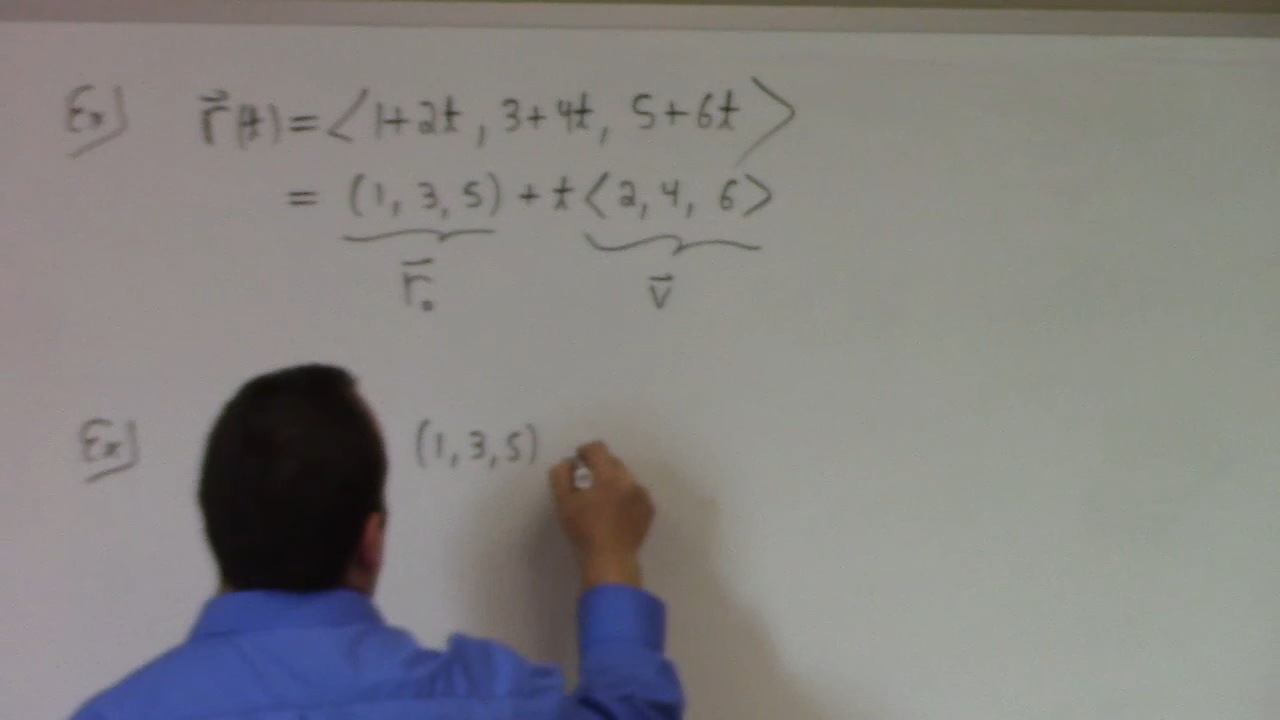 Ex) r⃗(t) = ⟨1+2t, 3+4t, 5+6t⟩
= (1, 3, 5) + t⟨2, 4, 6⟩
r⃗₀ v⃗
Ex) (1, 3, 5)